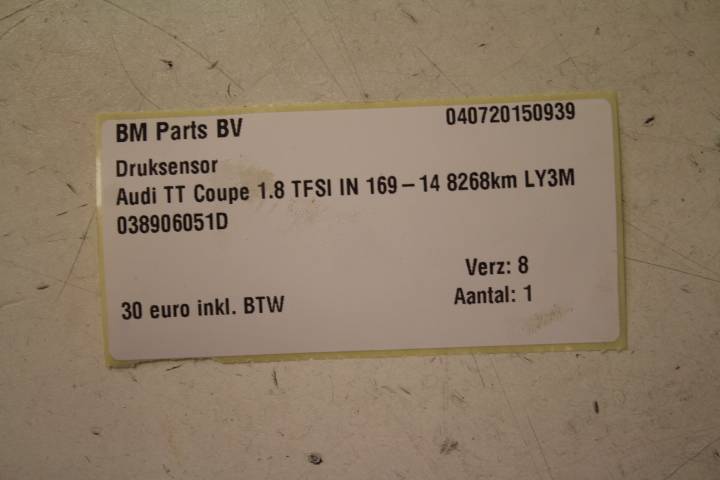 BM Parts BV 040720150939
Druksensor
Audi TT Coupe 1.8 TFSI IN 169–14 8268km LY3M
038906051D
Verz: 8
30 euro inkl. BTW Aantal: 1